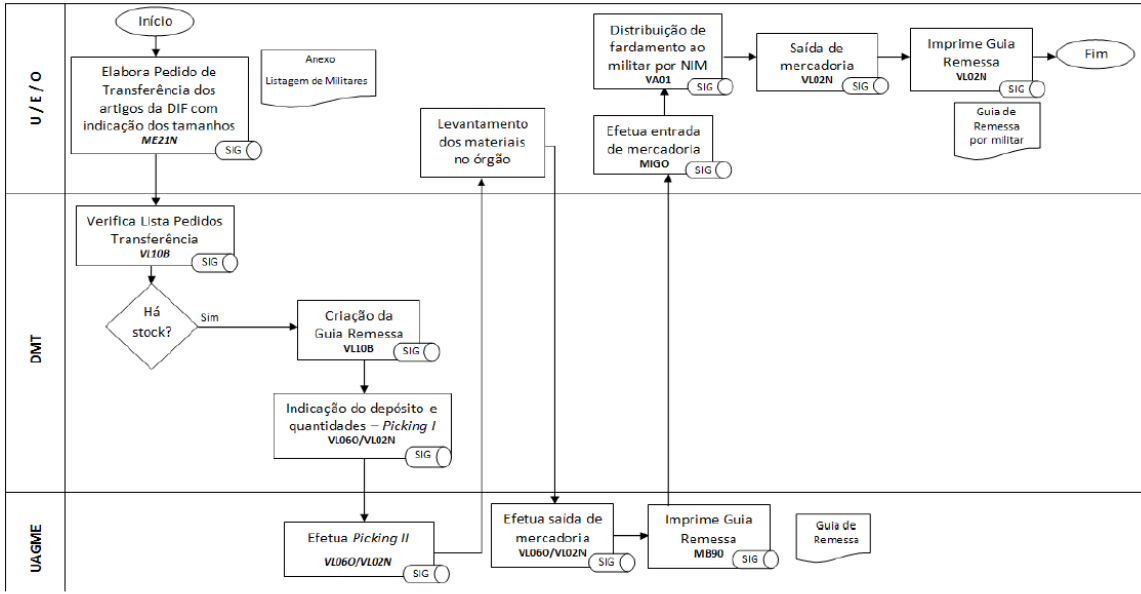 U / E / O
Início
Elabora Pedido de
Transferência dos
artigos da DIF com
indicação dos tamanhos
ME21N
SIG
Anexo
Listagem de Militares
Levantamento
dos materiais
no órgão
Distribuição de
fardamento ao
militar por NIM
VA01
SIG
Saída de
mercadoria
VL02N
SIG
Imprime Guia
Remessa
VL02N
SIG
Fim
Efetua entrada
de mercadoria
MIGO
SIG
Guia de
Remessa
por militar
DMT
Verifica Lista Pedidos
Transferência
VL10B
SIG
Há
stock?
Sim
Criação da
Guia Remessa
VL10B
SIG
Indicação do depósito e
quantidades – Picking I
VL06O/VL02N
SIG
UAGME
Efetua Picking II
VL06O/VL02N
SIG
Efetua saída de
mercadoria
VL06O/VL02N
SIG
Imprime Guia
Remessa
MB90
SIG
Guia de
Remessa